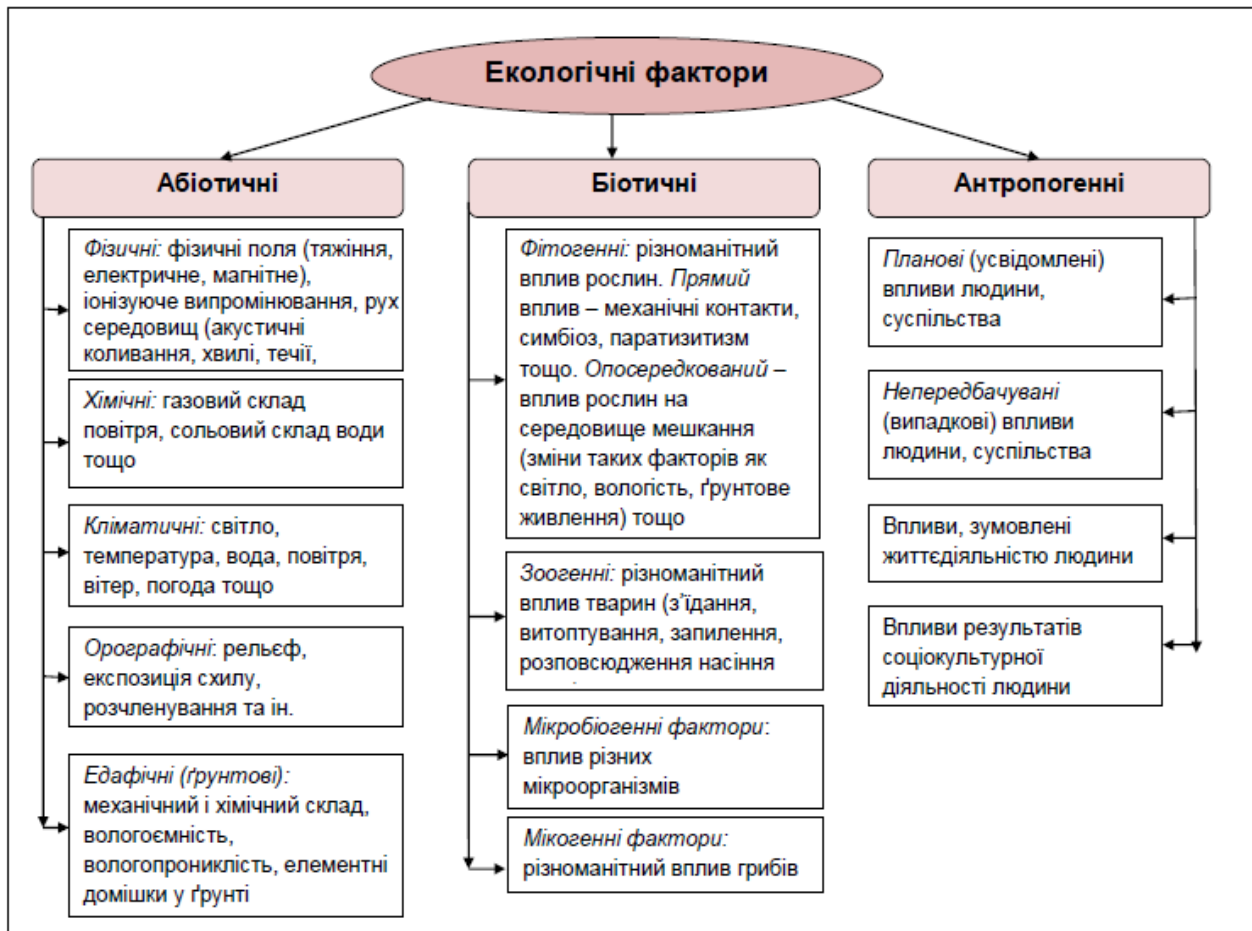 Екологічні фактори
Абіотичні
Фізичні: фізичні поля (тяжіння,
електричне, магнітне),
іонізуюче випромінювання, рух
середовищ (акустичні
коливання, хвилі, течії,
Хімічні: газовий склад
повітря, сольовий склад води
тощо
Кліматичні: світло,
температура, вода, повітря,
вітер, погода тощо
Орографічні: рельєф,
експозиція схилу,
розчленування та ін.
Едафічні (ґрунтові):
механічний і хімічний склад,
вологоємність,
вологопроникність, елементні
домішки у ґрунті
Біотичні
Фітогенні: різноманітний
вплив рослин. Прямий
вплив – механічні контакти,
симбіоз, паратизитизм
тощо. Опосередкований –
вплив рослин на
середовище мешкання
(зміни таких факторів як
світло, вологість, ґрунтове
живлення) тощо
Зоогенні: різноманітний
вплив тварин (з’їдання,
витоптування, запилення,
розповсюдження насіння
Мікробіогенні фактори:
вплив різних
мікроорганізмів
Мікогенні фактори:
різноманітний вплив грибів
Антропогенні
Планові (усвідомлені)
впливи людини,
суспільства
Непередбачувані
(випадкові) впливи
людини, суспільства
Впливи, зумовлені
життєдіяльністю людини
Впливи результатів
соціокультурної
діяльності людини